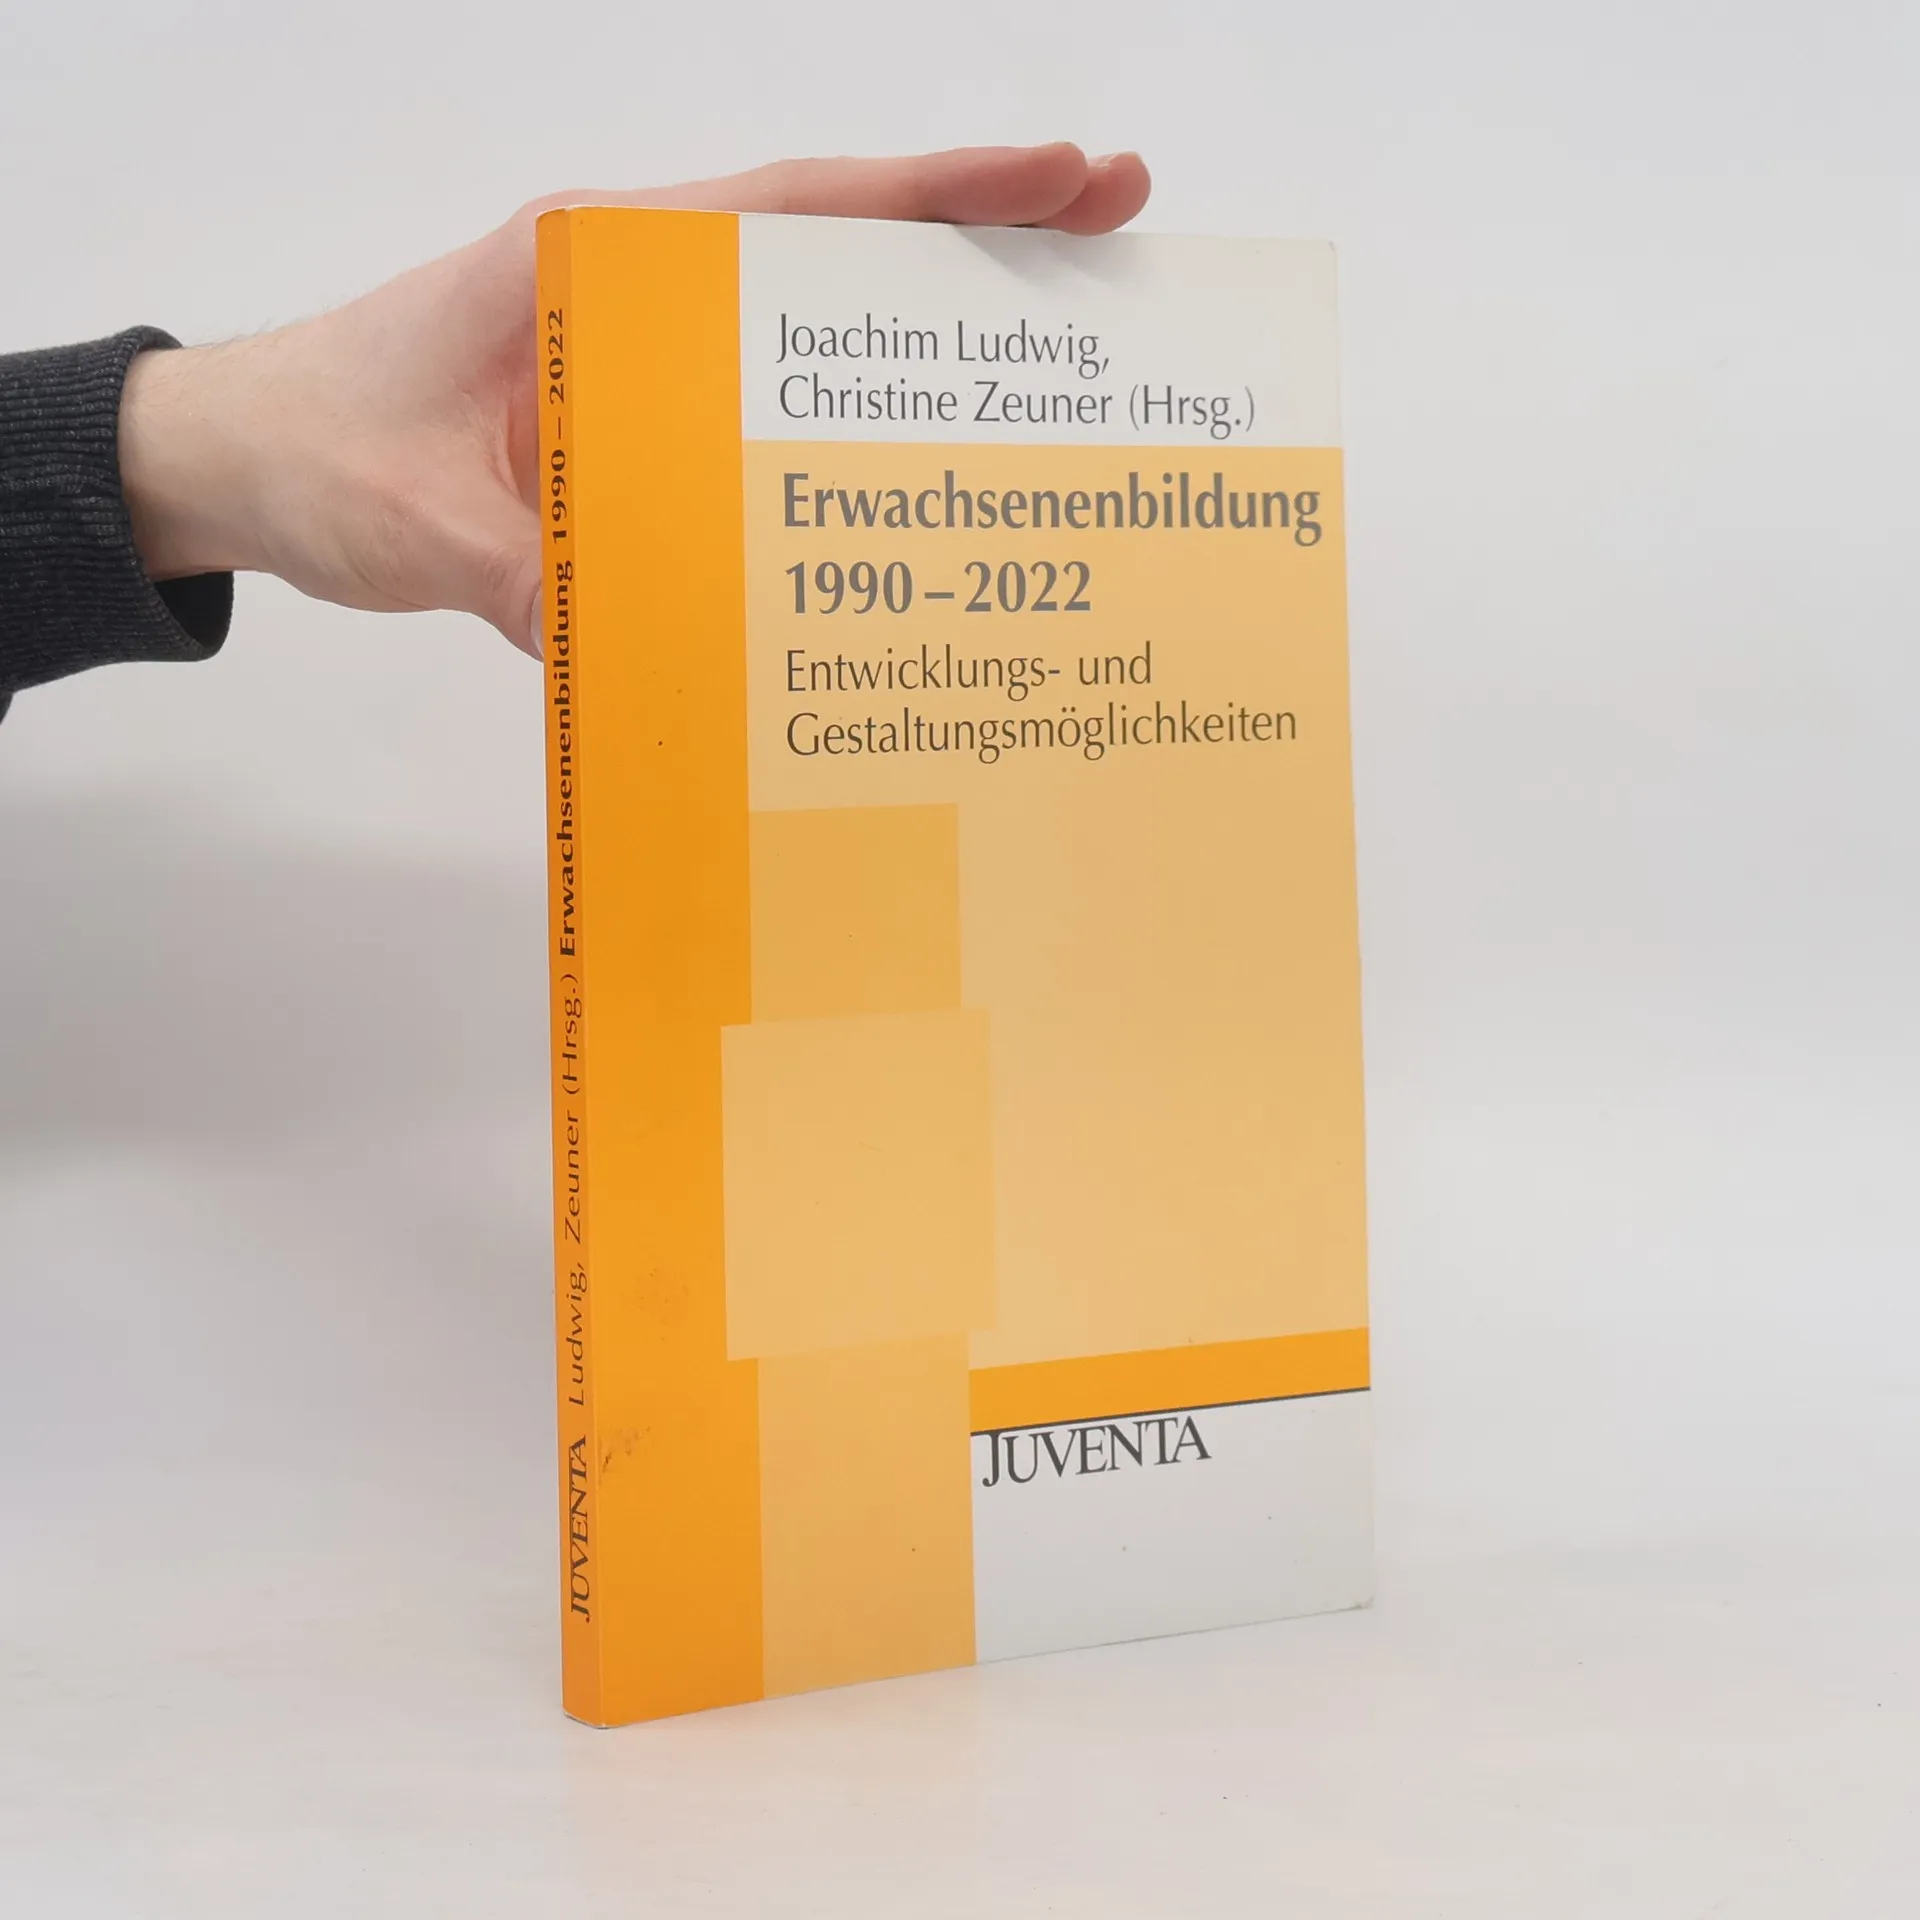 Joachim Ludwig,
Christine Zeuner (Hrsg.)
Erwachsenenbildung
1990–2022
Entwicklungs- und
Gestaltungsmöglichkeiten
JUVENTA
JUVENTA Ludwig, Zeuner (Hrsg.) Erwachsenenbildung 1990–2022